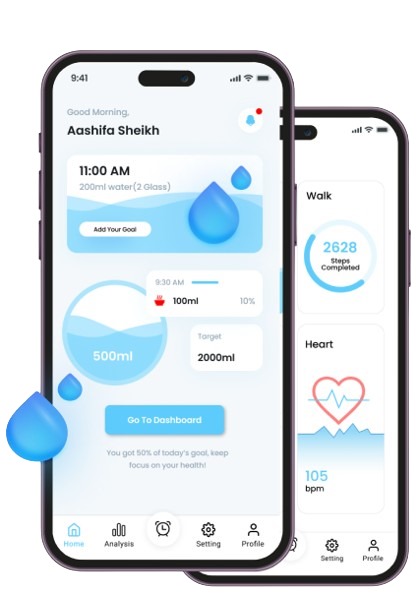 9:41
Good Morning,
Aashifa Sheikh
11:00 AM
200ml water(2 Glass)
Add Your Goal
9:30 AM
100ml 10%
500ml
Target
2000ml
Go To Dashboard
You got 50% of today's goal, keep
focus on your health!
Home Analysis Setting Profile
Walk
2628
Steps
Completed
Heart
105
bpm
Setting Profile